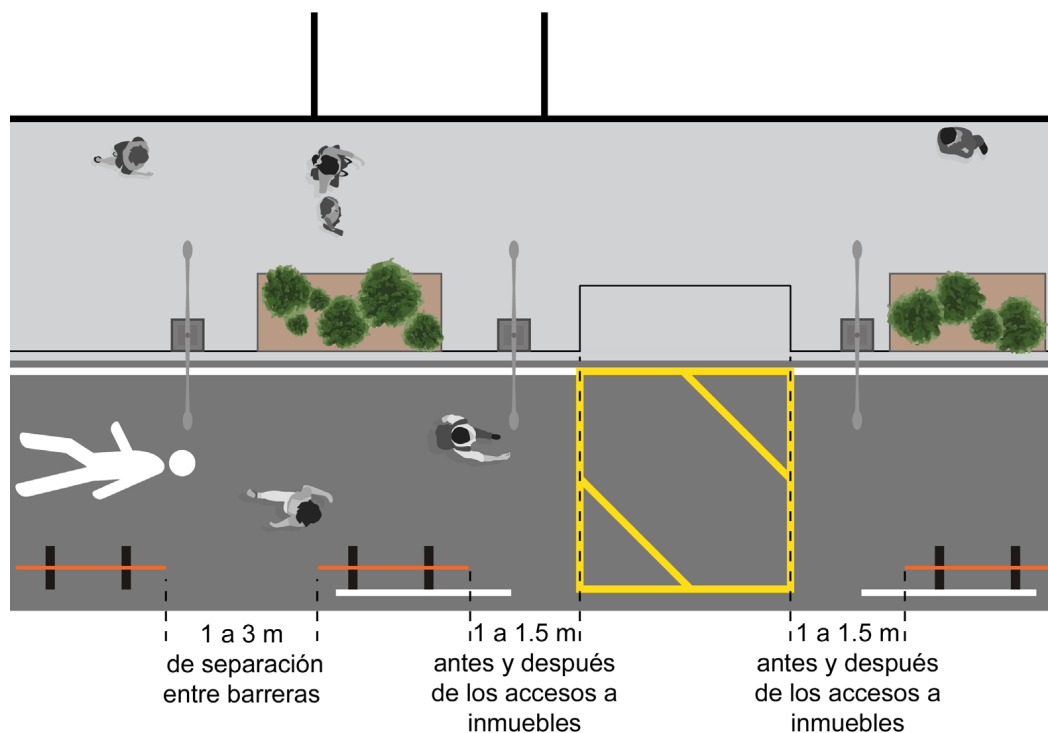 1 a 3 m
de separación
entre barreras
1 a 1.5 m
antes y después
de los accesos a
inmuebles
1 a 1.5 m
antes y después
de los accesos a
inmuebles